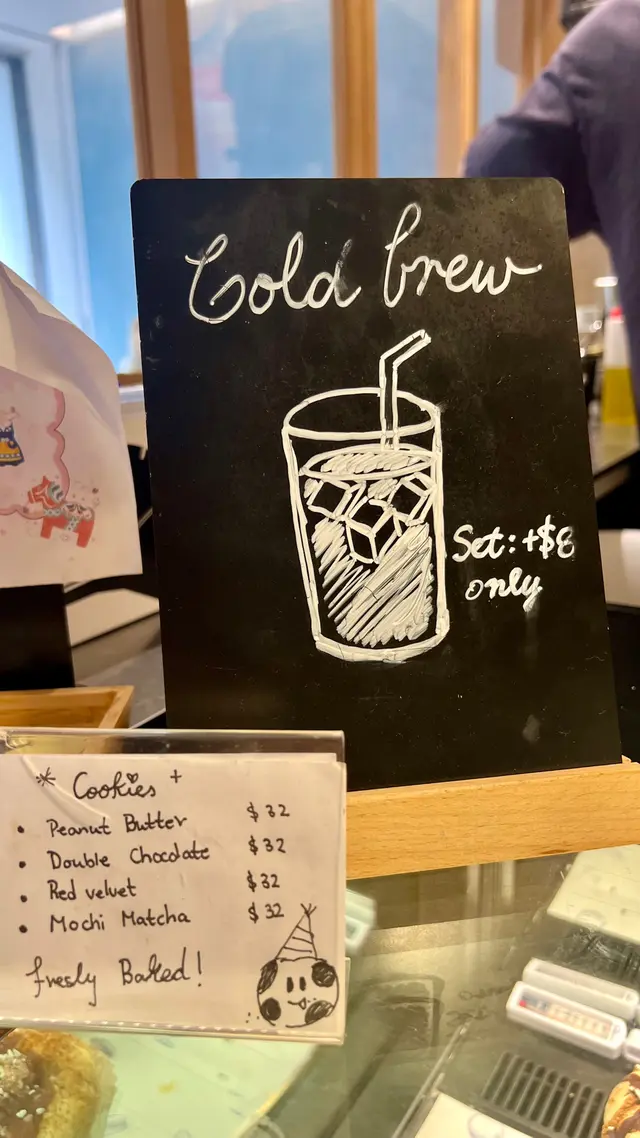 Cold brew
Set: +$8
only
* Cookies +
• Peanut Butter $32
• Double Chocolate $32
• Red velvet $32
• Mochi Matcha $32
fresly Baked!